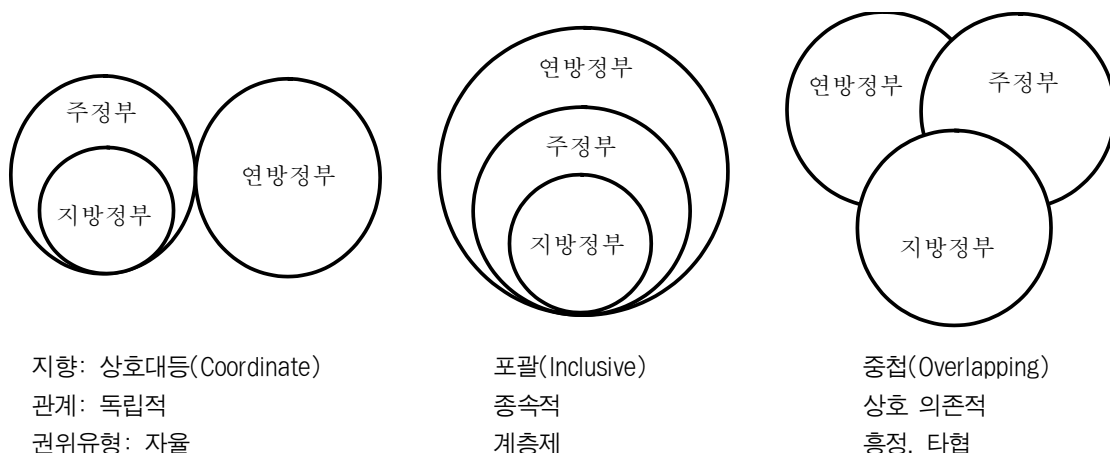 주정부
지방정부
연방정부
연방정부
주정부
지방정부
연방정부
주정부
지방정부
지향: 상호대등(Coordinate)
관계: 독립적
권위유형: 자율
포괄(Inclusive)
종속적
계층제
중첩(Overlapping)
상호 의존적
흥정, 타협